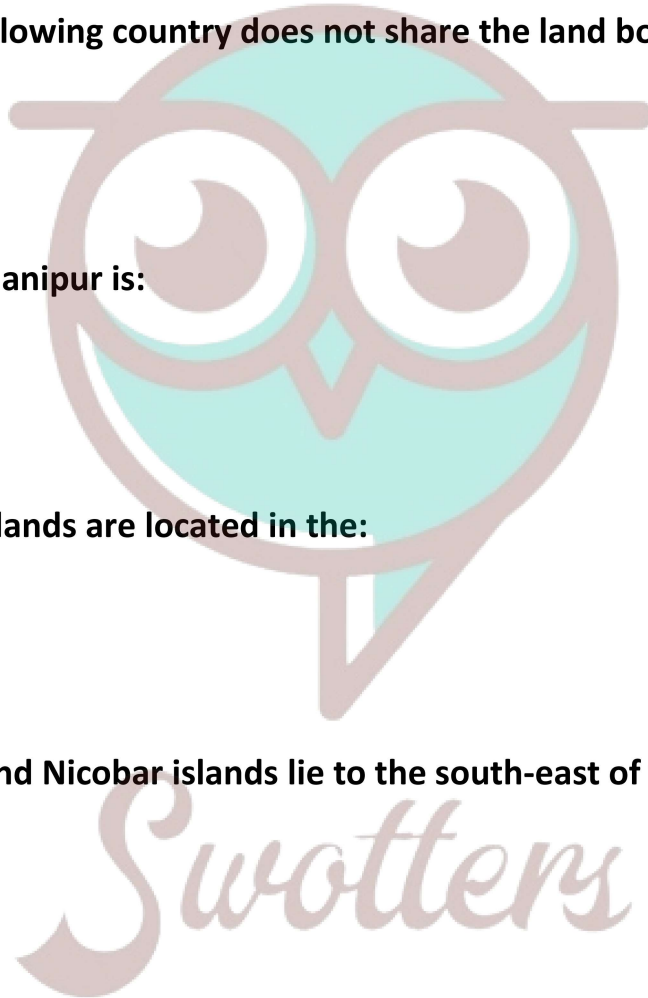 lowing country does not share the land bo
anipur is:
lands are located in the:
nd Nicobar islands lie to the south-east of
Swotters